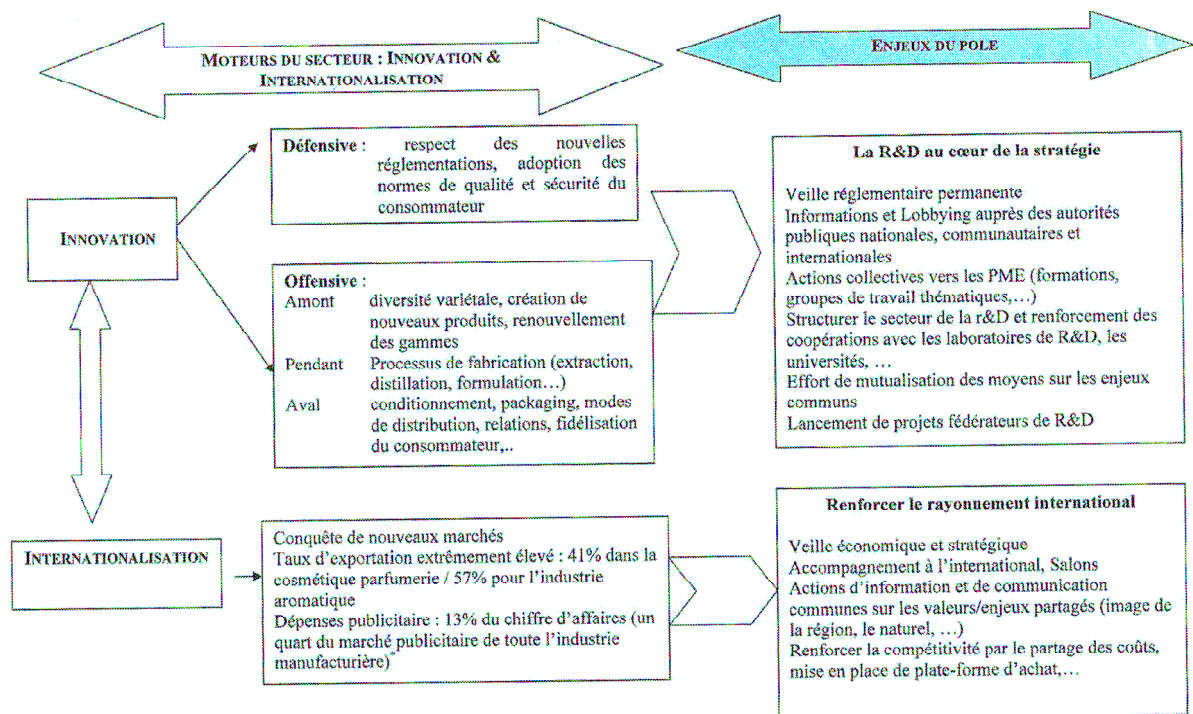 MOTEURS DU SECTEUR : INNOVATION &
INTERNATIONALISATION
ENJEUX DU POLE
INNOVATION
Défensive : respect des nouvelles
réglementations, adoption des
normes de qualité et sécurité du
consommateur
Offensive :
Amont diversité variétale, création de
nouveaux produits, renouvellement
des gammes
Pendant Processus de fabrication (extraction,
distillation, formulation…)
Aval conditionnement, packaging, modes
de distribution, relations, fidélisation
du consommateur,..
La R&D au cœur de la stratégie
Veille réglementaire permanente
Informations et Lobbying auprès des autorités
publiques nationales, communautaires et
internationales
Actions collectives vers les PME (formations,
groupes de travail thématiques,…)
Structurer le secteur de la r&D et renforcement des
coopérations avec les laboratoires de R&D, les
universités, …
Effort de mutualisation des moyens sur les enjeux
communs
Lancement de projets fédérateurs de R&D
INTERNATIONALISATION
Conquête de nouveaux marchés
Taux d'exportation extrêmement élevé : 41% dans la
cosmétique parfumerie / 57% pour l'industrie
aromatique
Dépenses publicitaire : 13% du chiffre d'affaires (un
quart du marché publicitaire de toute l'industrie
manufacturière)*
Renforcer le rayonnement international
Veille économique et stratégique
Accompagnement à l'international, Salons
Actions d'information et de communication
communes sur les valeurs/enjeux partagés (image de
la région, le naturel, …)
Renforcer la compétitivité par le partage des coûts,
mise en place de plate-forme d'achat,…